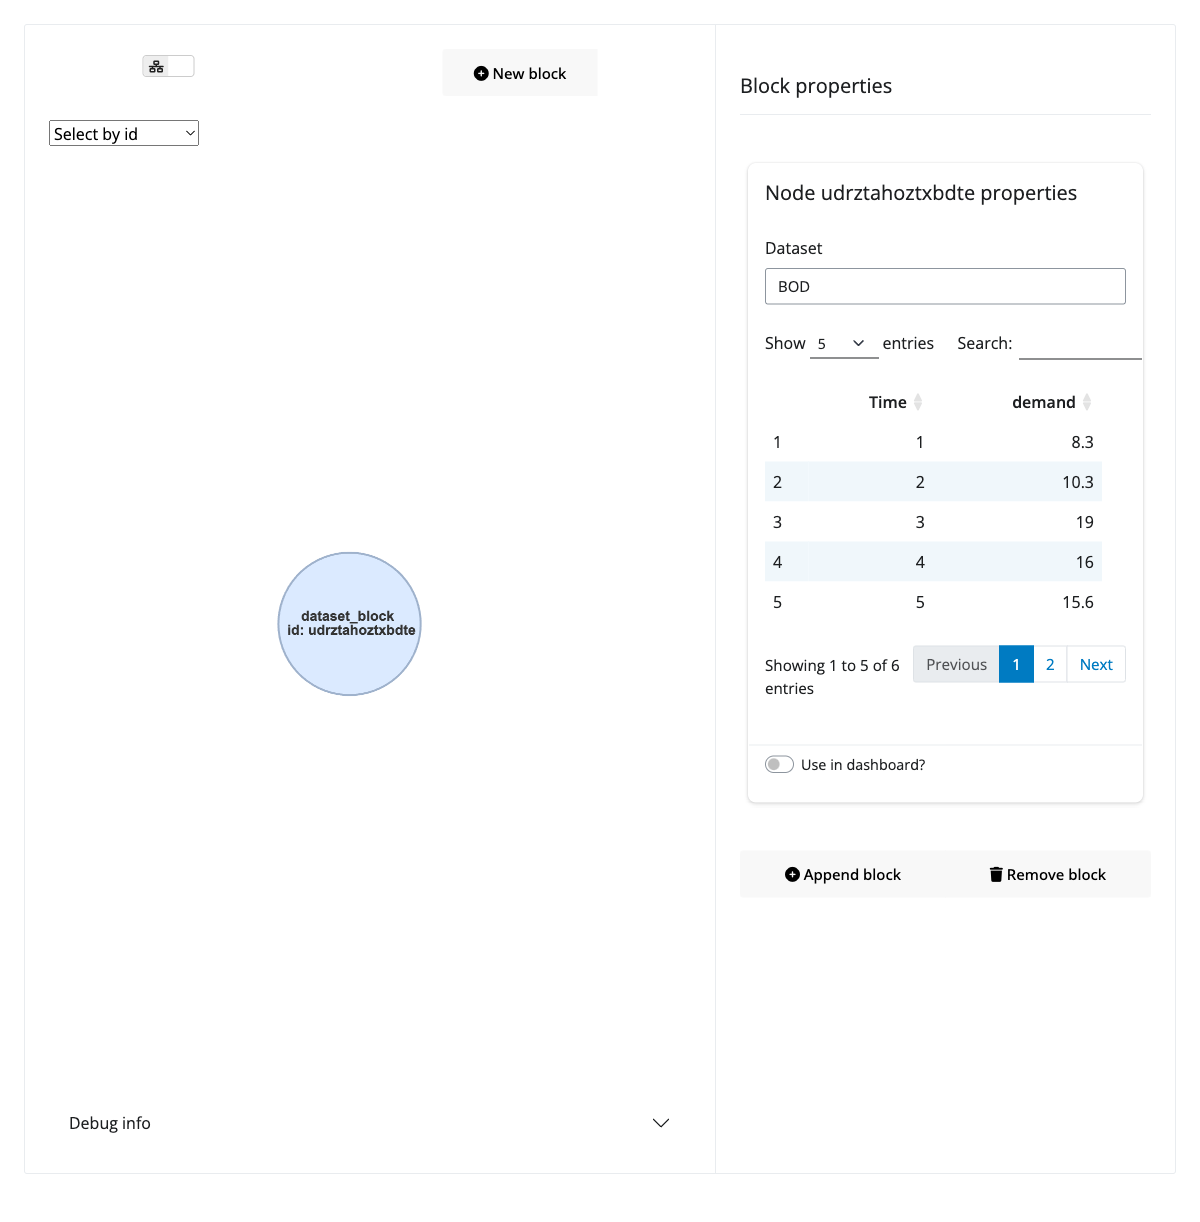 New block
Select by id
dataset_block
id: udrztahoztxbdte
Debug info
Block properties
Node udrztahoztxbdte properties
Dataset
BOD
Show 5 entries Search:
Time demand
1 1 8.3
2 2 10.3
3 3 19
4 4 16
5 5 15.6
Showing 1 to 5 of 6
entries
Previous 1 2 Next
Use in dashboard?
Append block Remove block